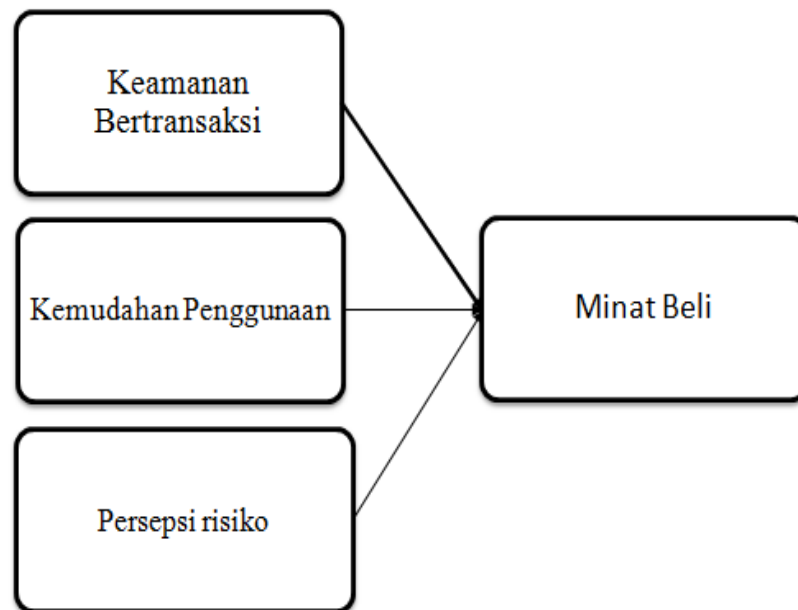 Keamanan
Bertransaksi
Kemudahan Penggunaan
Minat Beli
Persepsi risiko